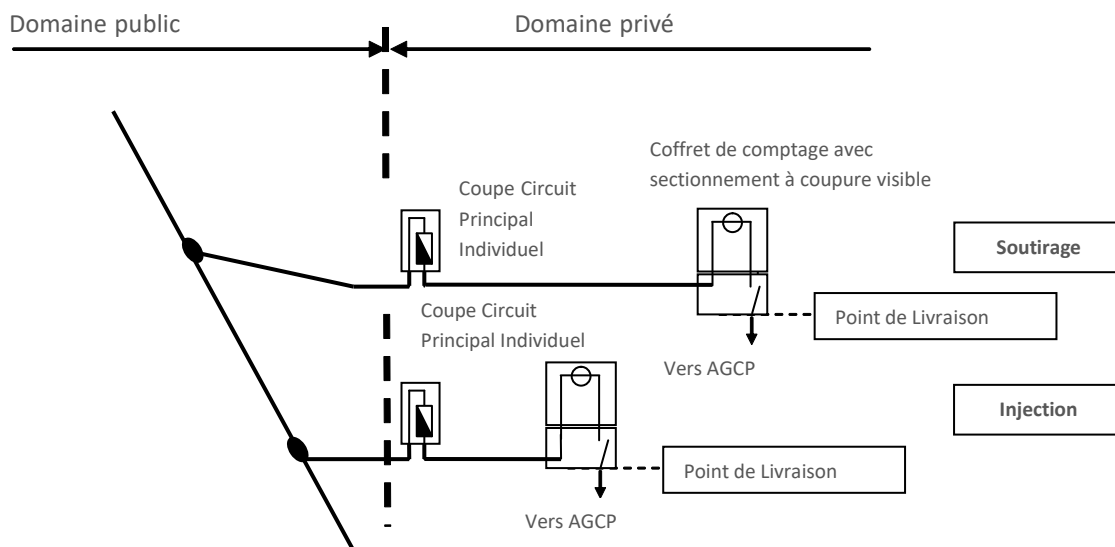 Domaine public
Domaine privé
Coffret de comptage avec
sectionnement à coupure visible
Coupe Circuit
Principal
Individuel
Soutirage
Coupe Circuit
Principal Individuel
Point de Livraison
Vers AGCP
Injection
Point de Livraison
Vers AGCP